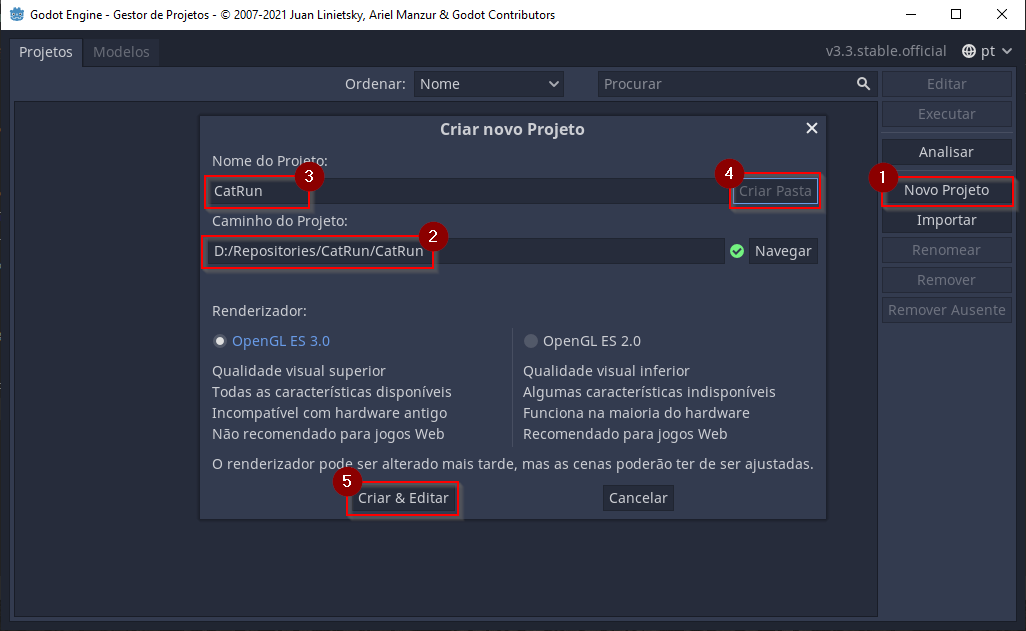 Godot Engine - Gestor de Projetos - © 2007-2021 Juan Linietsky, Ariel Manzur & Godot Contributors
Projetos Modelos v3.3.stable.official pt
Ordenar: Nome Procurar Editar
Executar
Criar novo Projeto
Analisar
Nome do Projeto:
3
4
1
CatRun Criar Pasta Novo Projeto
Caminho do Projeto: Importar
2
D:/Repositories/CatRun/CatRun Navegar Renomear
Remover
Renderizador: Remover Ausente
OpenGL ES 3.0 OpenGL ES 2.0
Qualidade visual superior Qualidade visual inferior
Todas as características disponíveis Algumas características indisponíveis
Incompatível com hardware antigo Funciona na maioria do hardware
Não recomendado para jogos Web Recomendado para jogos Web
O renderizador pode ser alterado mais tarde, mas as cenas poderão ter de ser ajustadas.
5
Criar & Editar Cancelar